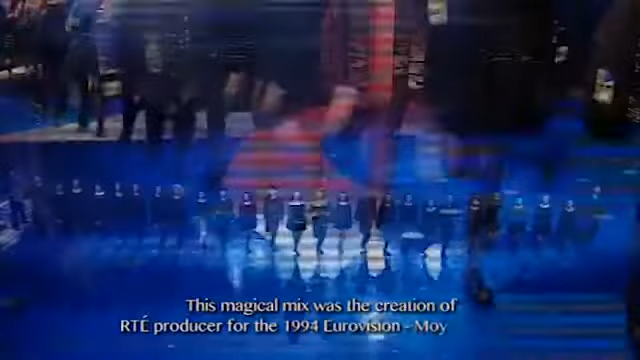 This magical mix was the creation of
RTÉ producer for the 1994 Eurovision - Moy